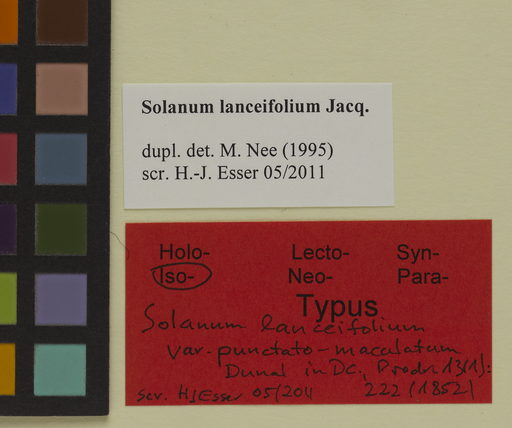 Solanum lanceifolium Jacq.
dupl. det. M. Nee (1995)
scr. H.-J. Esser 05/2011
Holo- Lecto- Syn-
Iso- Neo- Para-
Typus
Solanum lanceifolium
var. punctato-maculatum
Dunal in DC., Prodr. 13(1):
scr. HJEsser 05/2011 222 (1852)